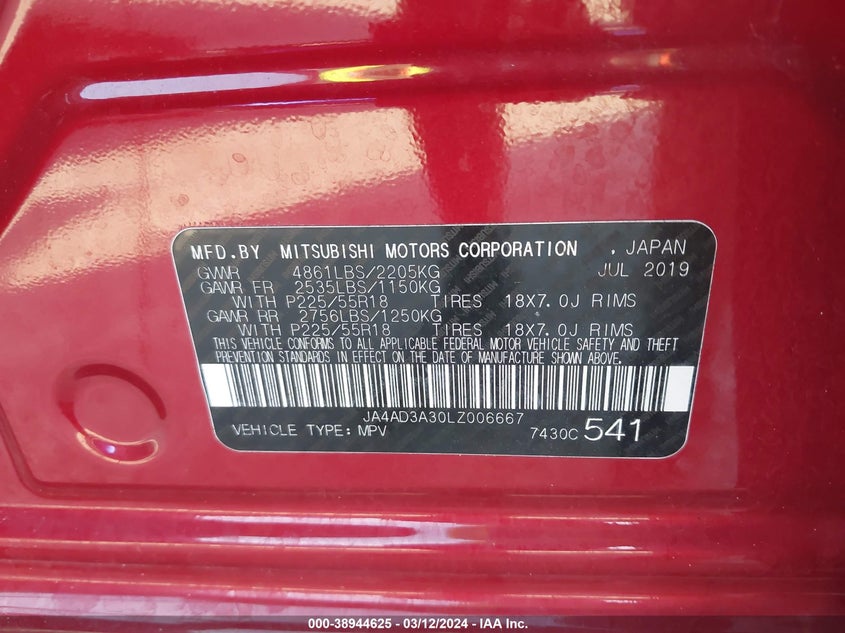 MFD.BY MITSUBISHI MOTORS CORPORATION , JAPAN
GVWR 4861LBS/2205KG JUL 2019
GAWR FR 2535LBS/1150KG
WITH P225/55R18 TIRES 18X7.0J RIMS
GAWR RR 2756LBS/1250KG
WITH P225/55R18 TIRES 18X7.0J RIMS
THIS VEHICLE CONFORMS TO ALL APPLICABLE FEDERAL MOTOR VEHICLE SAFETY AND THEFT
PREVENTION STANDARDS IN EFFECT ON THE DATE OF MANUFACTURE SHOWN ABOVE.
JA4AD3A30LZ006667
VEHICLE TYPE: MPV 7430C 541
000-38944625 - 03/12/2024 - IAA Inc.